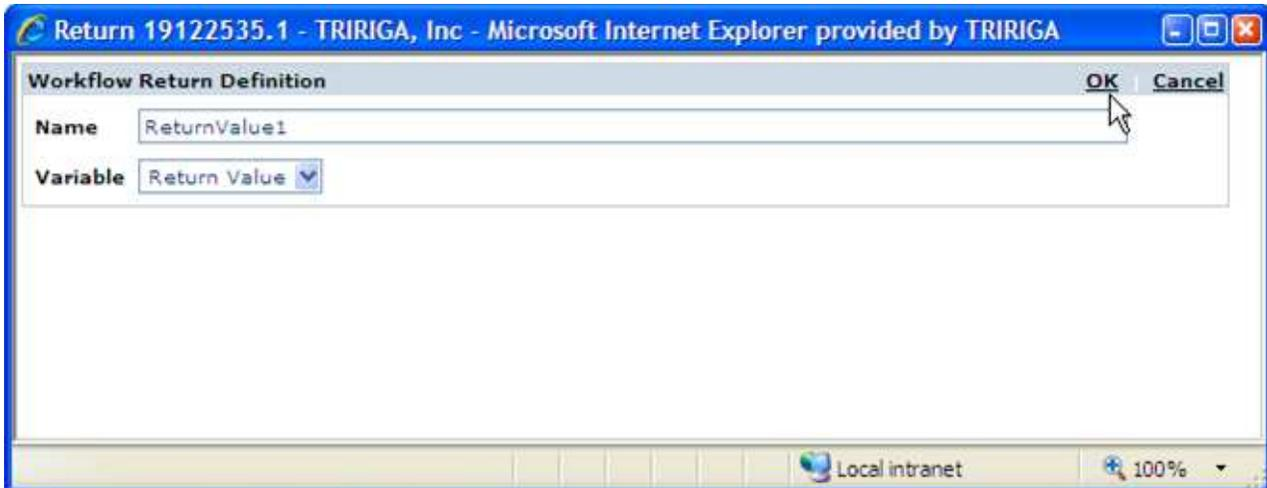 Return 19122535.1 - TRIRIGA, Inc - Microsoft Internet Explorer provided by TRIRIGA
Workflow Return Definition OK Cancel
Name ReturnValue1
Variable Return Value
Local intranet 100%